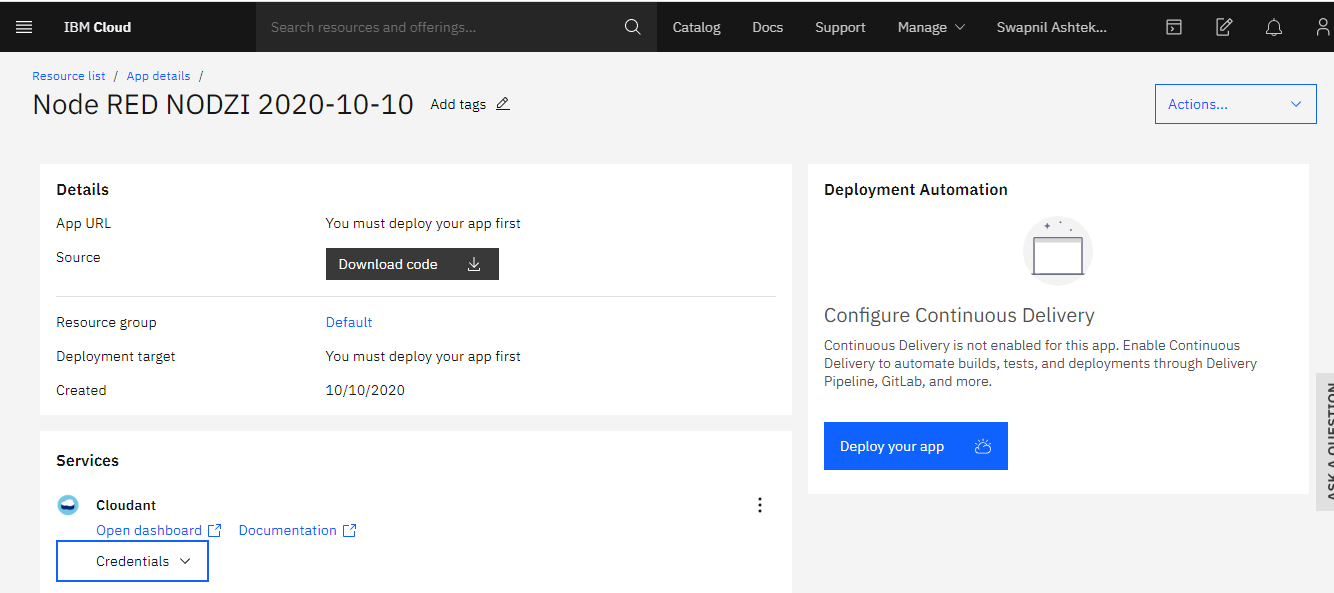 IBM Cloud
Search resources and offerings...
Catalog
Docs
Support
Manage
Swapnil Ashtek...
Resource list / App details /
Node RED NODZI 2020-10-10
Add tags
Actions...
Details
App URL
You must deploy your app first
Source
Download code
Resource group
Default
Deployment target
You must deploy your app first
Created
10/10/2020
Services
Cloudant
Open dashboard
Documentation
Credentials
Deployment Automation
Configure Continuous Delivery
Continuous Delivery is not enabled for this app. Enable Continuous
Delivery to automate builds, tests, and deployments through Delivery
Pipeline, GitLab, and more.
Deploy your app
ASK A QUESTION